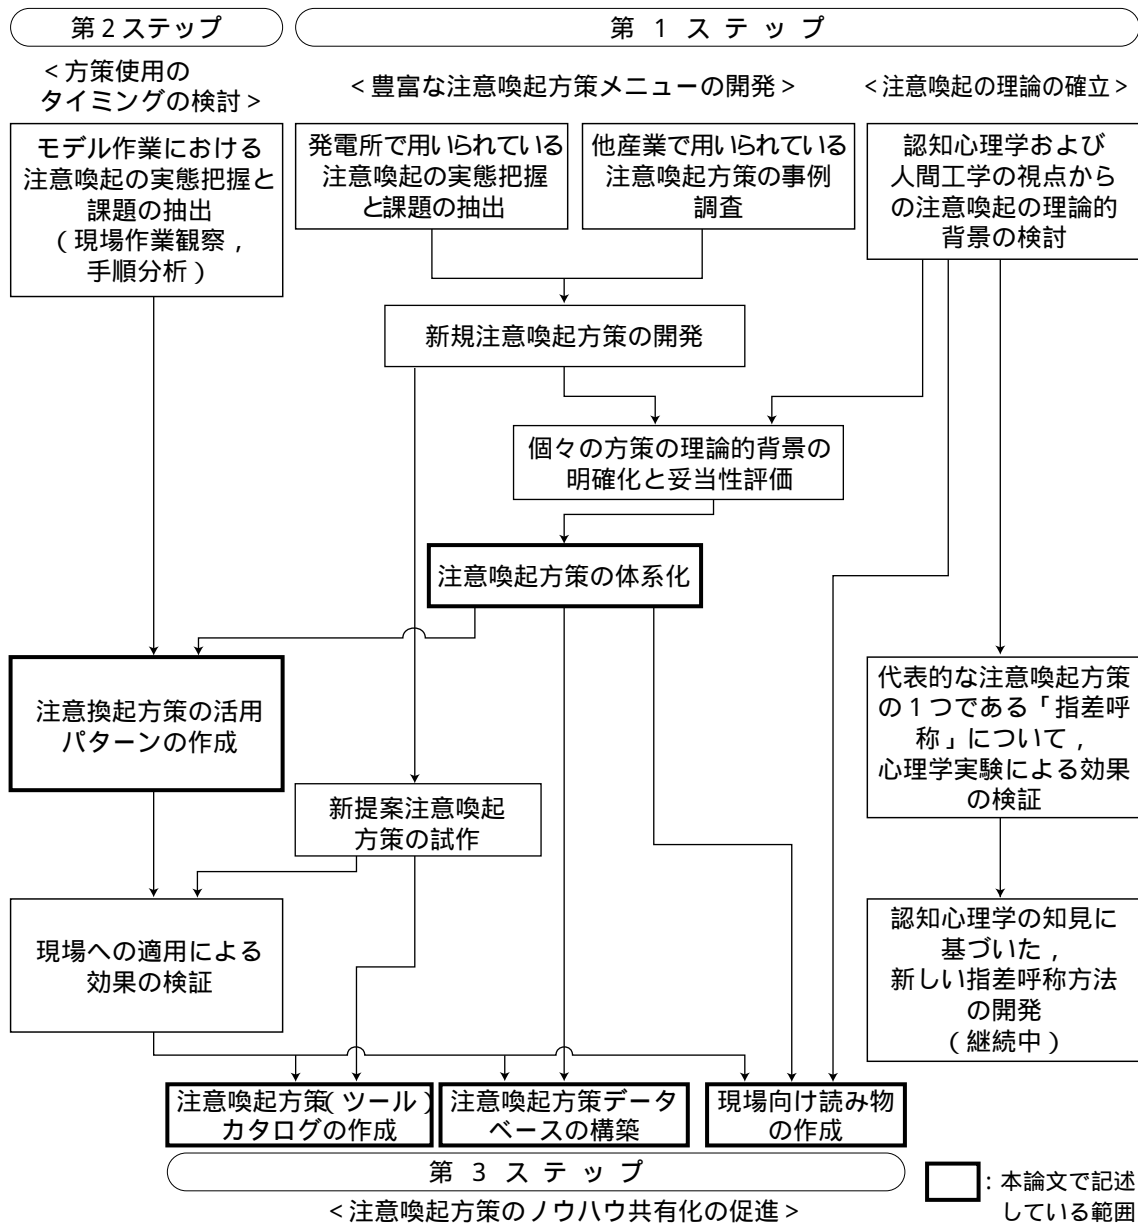 第2ステップ
第 1 ス テ ッ プ
<方策使用の
タイミングの検討>
<豊富な注意喚起方策メニューの開発>
<注意喚起の理論の確立>
モデル作業における
注意喚起の実態把握と
課題の抽出
(現場作業観察,
手順分析)
発電所で用いられている
注意喚起の実態把握
と課題の抽出
他産業で用いられている
注意喚起方策の事例
調査
認知心理学および
人間工学の視点から
の注意喚起の理論的
背景の検討
新規注意喚起方策の開発
個々の方策の理論的背景の
明確化と妥当性評価
注意喚起方策の体系化
注意換起方策の活用
パターンの作成
代表的な注意喚起方策
の1つである「指差呼
称」について,
心理学実験による効果
の検証
新提案注意喚起
方策の試作
現場への適用による
効果の検証
認知心理学の知見に
基づいた,
新しい指差呼称方法
の開発
(継続中)
注意喚起方策(ツール)
カタログの作成
注意喚起方策データ
ベースの構築
現場向け読み物
の作成
第 3 ス テ ッ プ
<注意喚起方策のノウハウ共有化の促進>
:本論文で記述
している範囲